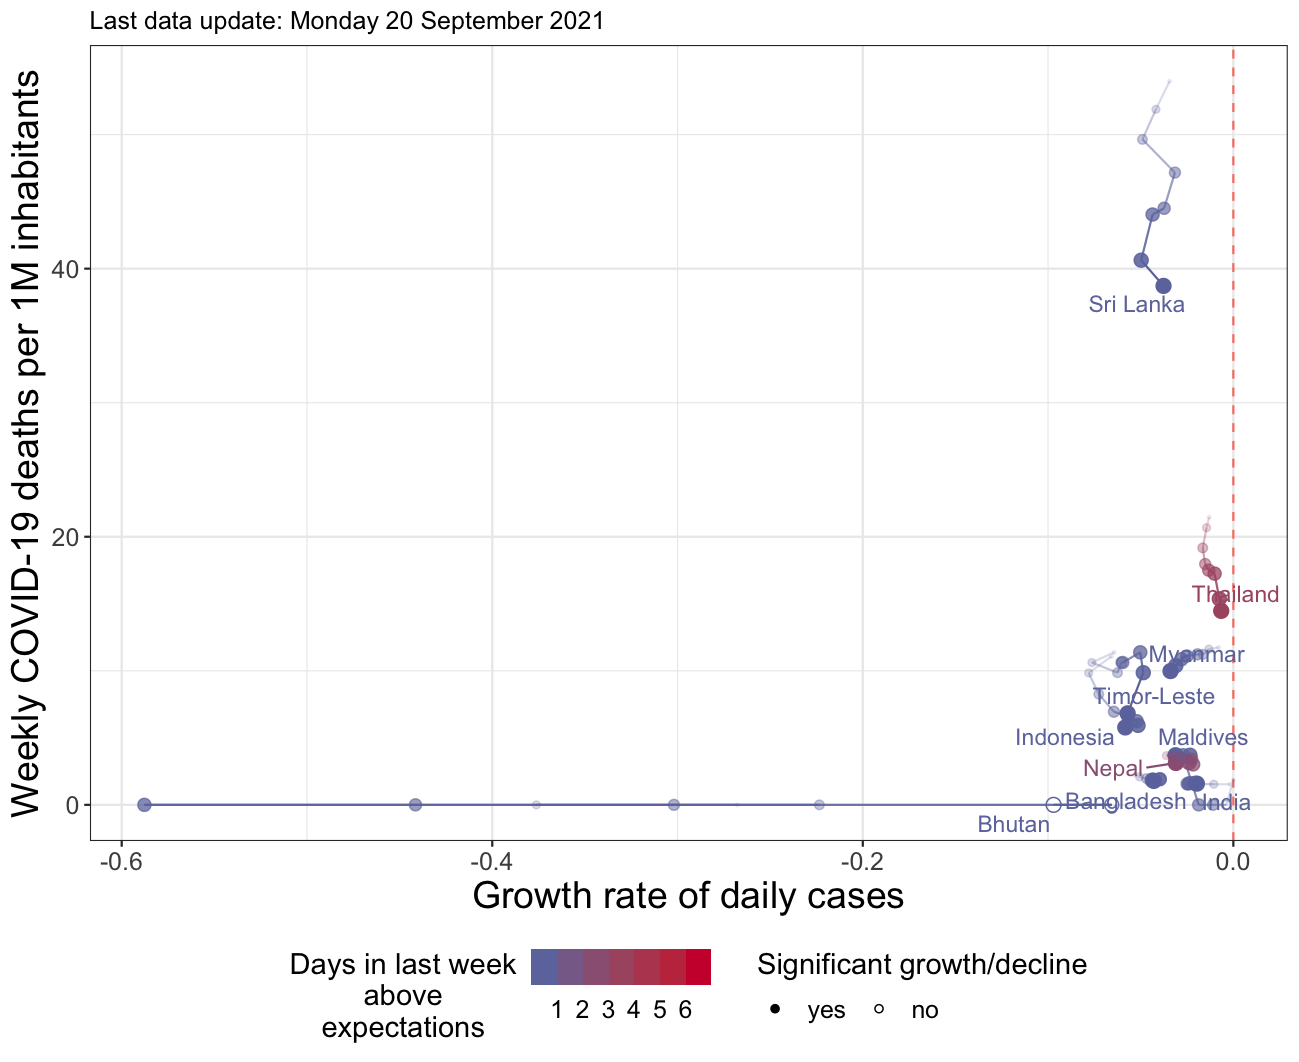 Last data update: Monday 20 September 2021
Weekly COVID-19 deaths per 1M inhabitants
40
20
0
Sri Lanka
Thailand
Myanmar
Timor-Leste
Indonesia
Maldives
Nepal
Bangladesh
India
Bhutan
-0.6
-0.4
-0.2
0.0
Growth rate of daily cases
Days in last week
above
expectations
1 2 3 4 5 6
Significant growth/decline
yes
no